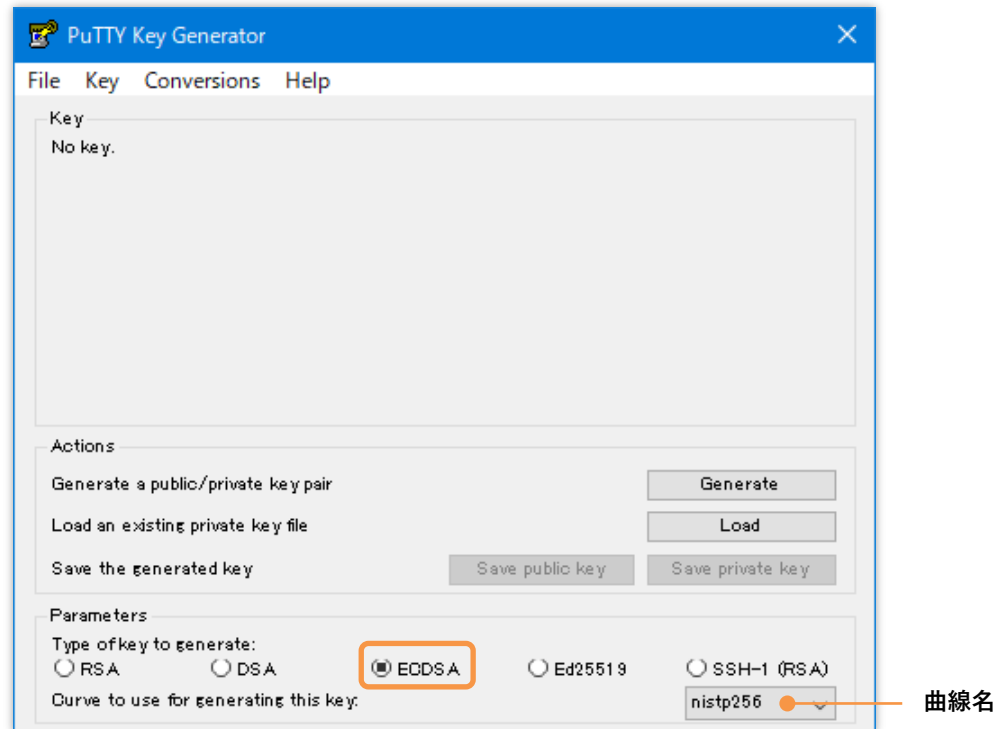 PuTTY Key Generator
File Key Conversions Help
Key
No key.
Actions
Generate a public/private key pair
Generate
Load an existing private key file
Load
Save the generated key
Save public key
Save private key
Parameters
Type of key to generate:
RSA DSA ECDSA Ed25519 SSH-1 (RSA)
Curve to use for generating this key:
nistp256
曲線名